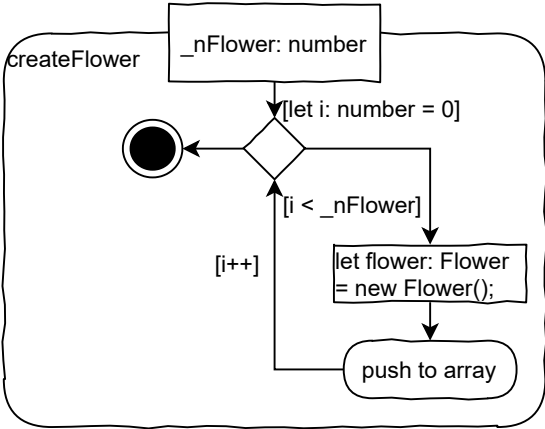 _nFlower: number
createFlower
[let i: number = 0]
[i < _nFlower]
[i++]
let flower: Flower
= new Flower();
push to array